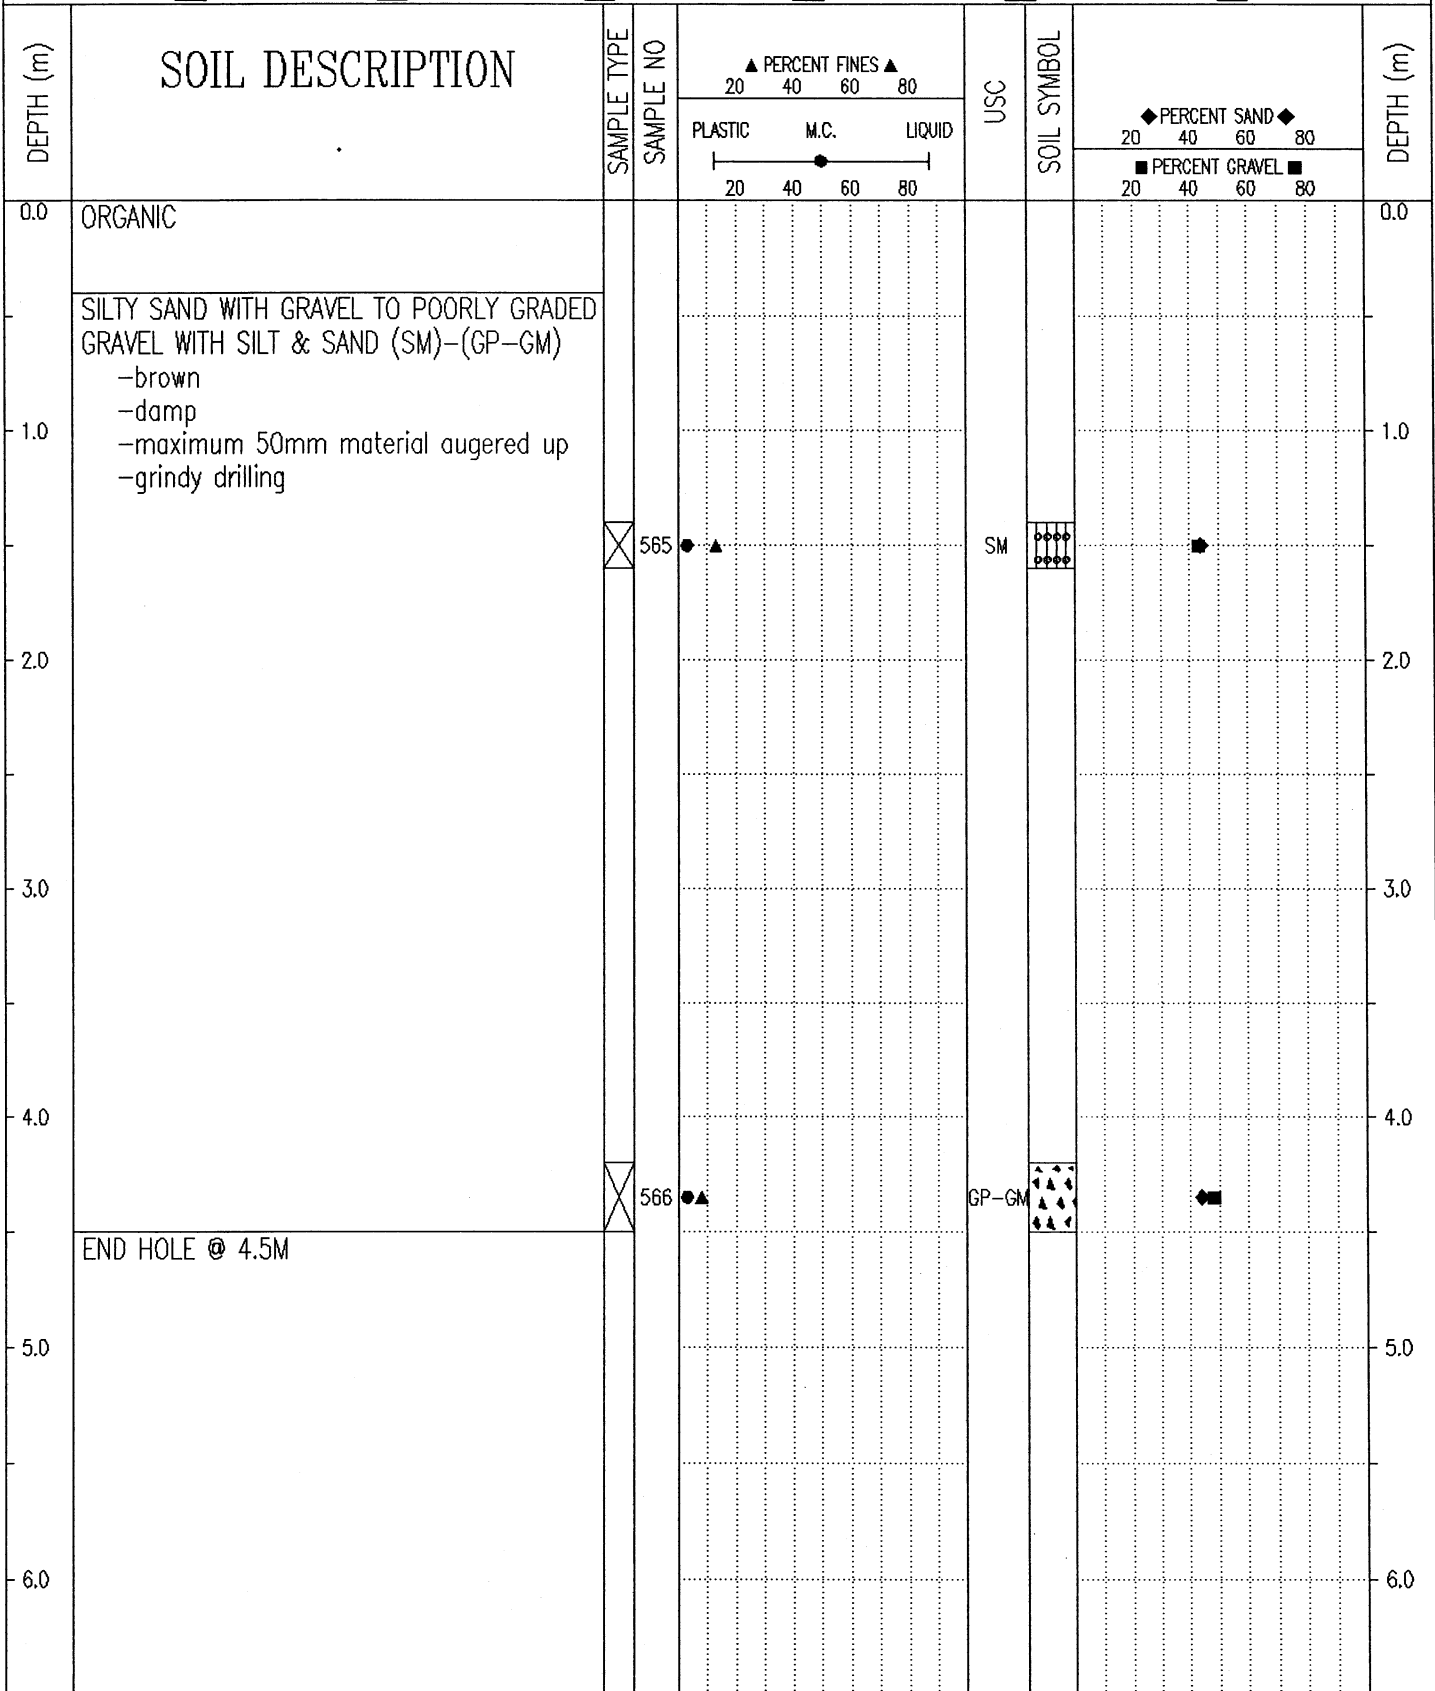 DEPTH (m)
SOIL DESCRIPTION
SAMPLE TYPE
SAMPLE NO
▲ PERCENT FINES ▲
20 40 60 80
PLASTIC M.C. LIQUID
20 40 60 80
USC
SOIL SYMBOL
◆ PERCENT SAND ◆
20 40 60 80
■ PERCENT GRAVEL ■
20 40 60 80
DEPTH (m)
0.0 ORGANIC 0.0
SILTY SAND WITH GRAVEL TO POORLY GRADED
GRAVEL WITH SILT & SAND (SM)-(GP-GM)
-brown
-damp
1.0 -maximum 50mm material augered up 1.0
-grindy drilling
565 SM
2.0 2.0
3.0 3.0
4.0 4.0
566 GP-GM
END HOLE @ 4.5M
5.0 5.0
6.0 6.0